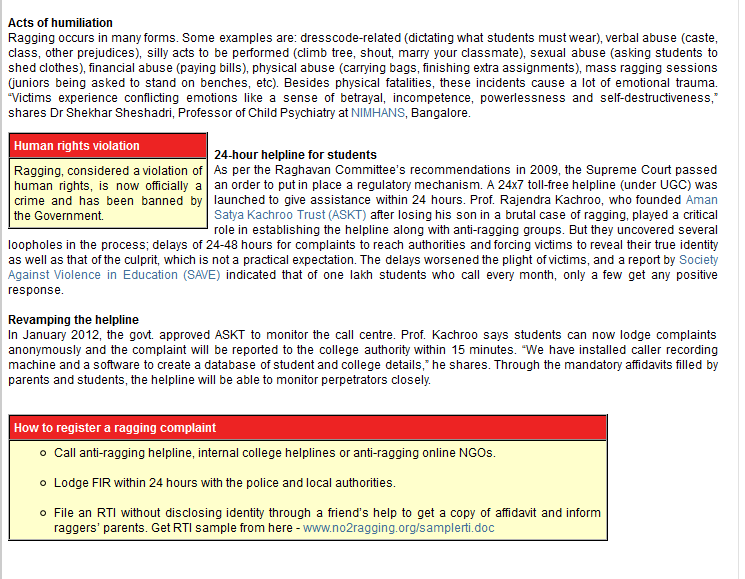 Acts of humiliation
Ragging occurs in many forms. Some examples are: dresscode-related (dictating what students must wear), verbal abuse (caste,
class, other prejudices), silly acts to be performed (climb tree, shout, marry your classmate), sexual abuse (asking students to
shed clothes), financial abuse (paying bills), physical abuse (carrying bags, finishing extra assignments), mass ragging sessions
(juniors being asked to stand on benches, etc). Besides physical fatalities, these incidents cause a lot of emotional trauma.
“Victims experience conflicting emotions like a sense of betrayal, incompetence, powerlessness and self-destructiveness,”
shares Dr Shekhar Sheshadri, Professor of Child Psychiatry at NIMHANS, Bangalore.
Human rights violation
Ragging, considered a violation of
human rights, is now officially a
crime and has been banned by
the Government.
24-hour helpline for students
As per the Raghavan Committee’s recommendations in 2009, the Supreme Court passed
an order to put in place a regulatory mechanism. A 24x7 toll-free helpline (under UGC) was
launched to give assistance within 24 hours. Prof. Rajendra Kachroo, who founded Aman
Satya Kachroo Trust (ASKT) after losing his son in a brutal case of ragging, played a critical
role in establishing the helpline along with anti-ragging groups. But they uncovered several
loopholes in the process; delays of 24-48 hours for complaints to reach authorities and forcing victims to reveal their true identity
as well as that of the culprit, which is not a practical expectation. The delays worsened the plight of victims, and a report by Society
Against Violence in Education (SAVE) indicated that of one lakh students who call every month, only a few get any positive
response.
Revamping the helpline
In January 2012, the govt. approved ASKT to monitor the call centre. Prof. Kachroo says students can now lodge complaints
anonymously and the complaint will be reported to the college authority within 15 minutes. “We have installed caller recording
machine and a software to create a database of student and college details,” he shares. Through the mandatory affidavits filled by
parents and students, the helpline will be able to monitor perpetrators closely.
How to register a ragging complaint
Call anti-ragging helpline, internal college helplines or anti-ragging online NGOs.
Lodge FIR within 24 hours with the police and local authorities.
File an RTI without disclosing identity through a friend’s help to get a copy of affidavit and inform
raggers’ parents. Get RTI sample from here - www.no2ragging.org/samplerti.doc